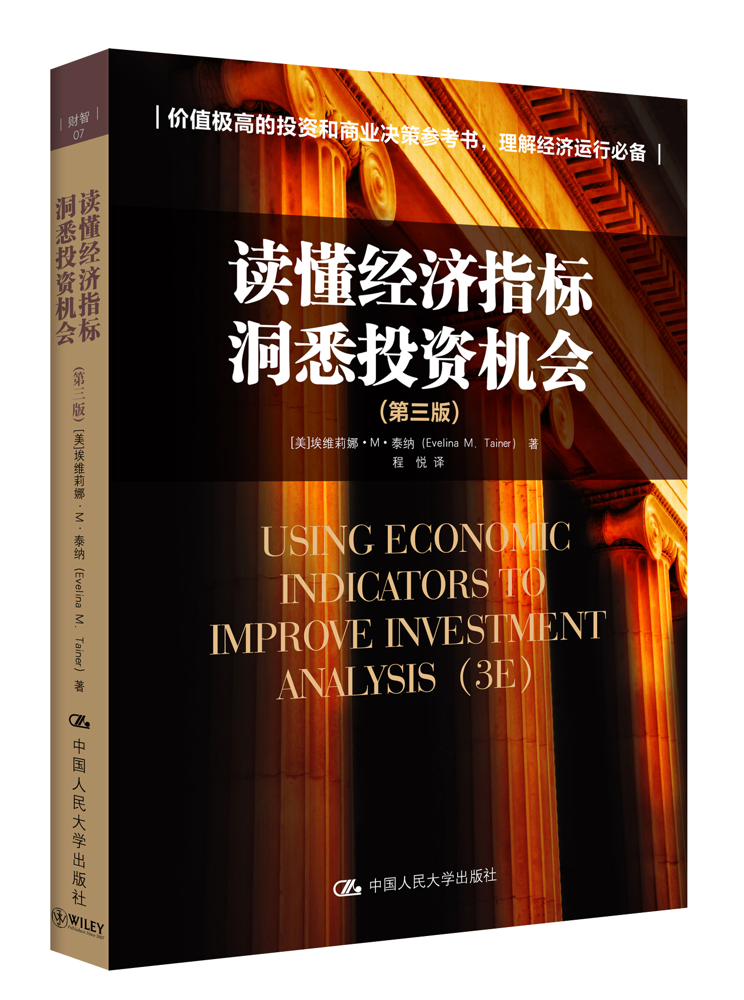 财智
07
读懂经济指标
洞悉投资机会
(第三版)
[美]埃维莉娜·M·泰纳 (Evelina M. Tainer) 著
中国人民大学出版社
WILEY
Publishers Since 1807
价值极高的投资和商业决策参考书，理解经济运行必备
读懂经济指标
洞悉投资机会
（第三版）
[美]埃维莉娜·M·泰纳 (Evelina M. Tainer) 著
程 悦 译
USING ECONOMIC
INDICATORS TO
IMPROVE INVESTMENT
ANALYSIS (3E)
中国人民大学出版社